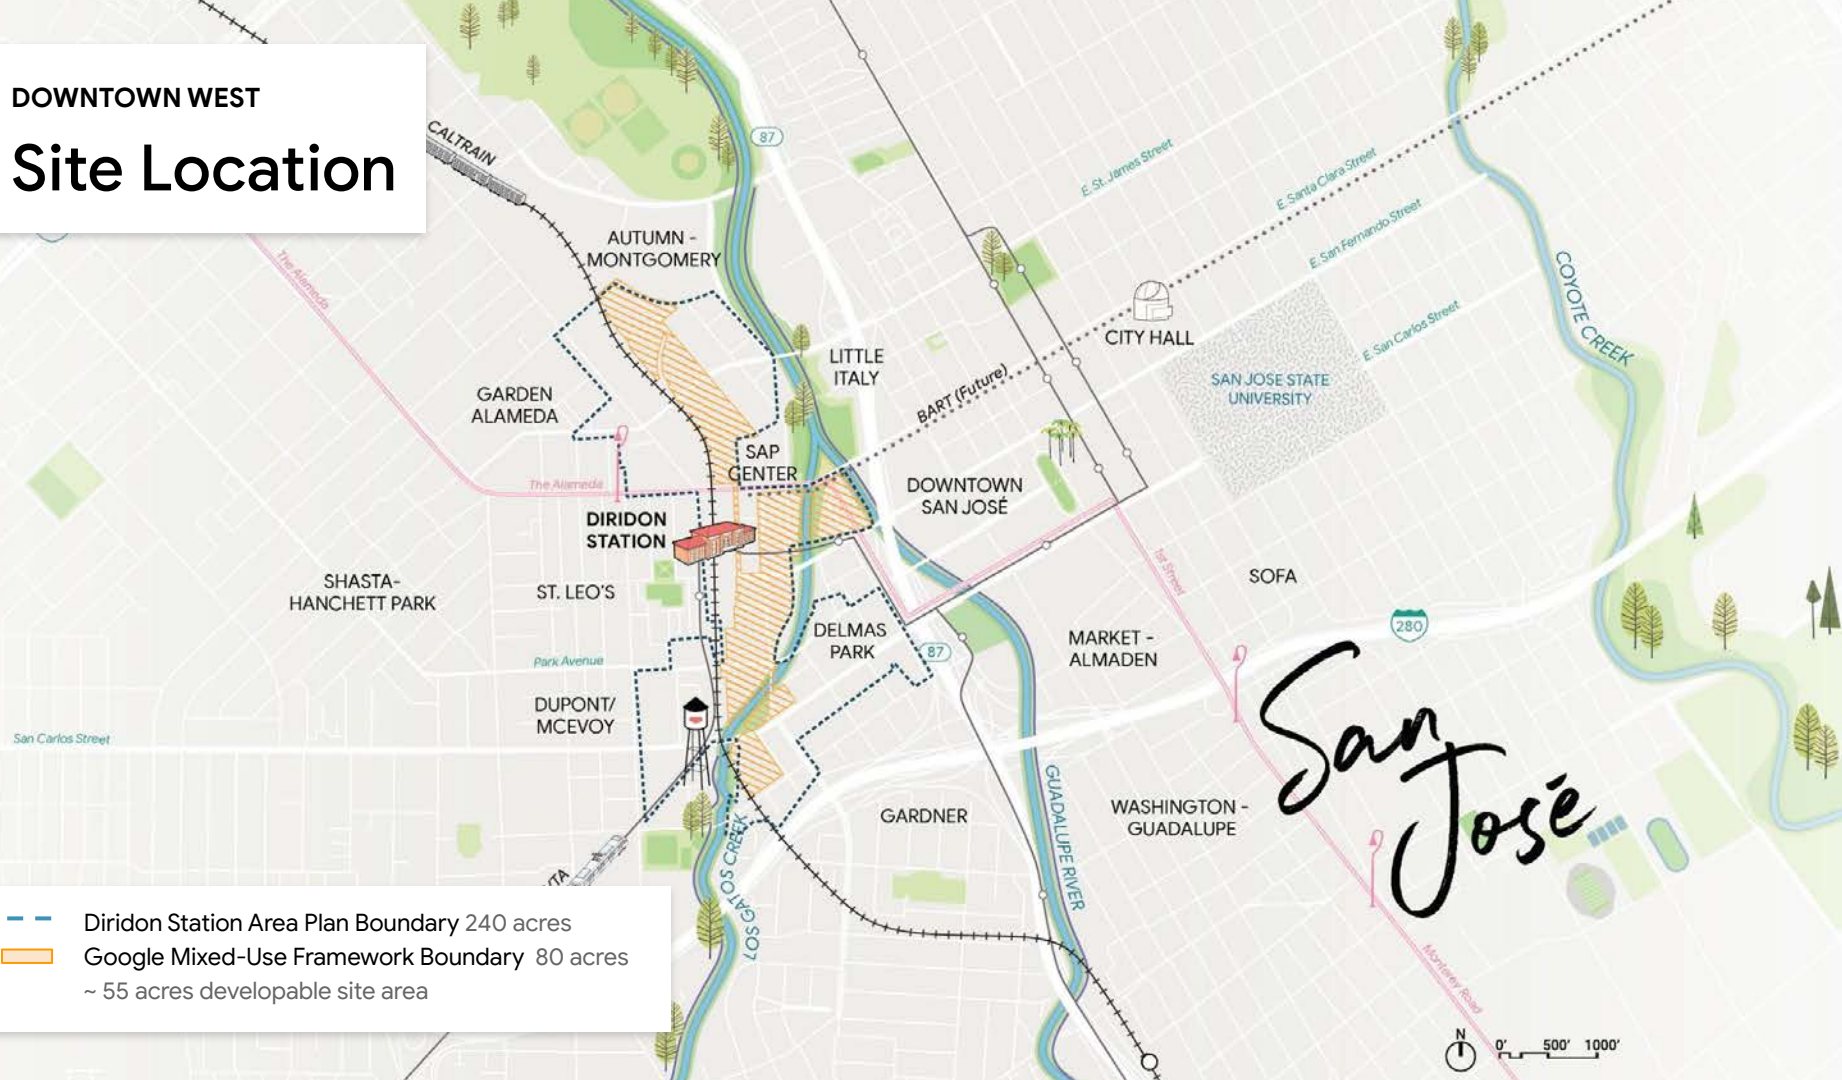 DOWNTOWN WEST
Site Location
CALTRAIN
87
The Alameda
AUTUMN -
MONTGOMERY
E. St. James Street
E. Santa Clara Street
E. San Fernando Street
E. San Carlos Street
COYOTE CREEK
CITY HALL
LITTLE
ITALY
BART (Future)
SAN JOSE STATE
UNIVERSITY
GARDEN
ALAMEDA
SAP
CENTER
The Alameda
DOWNTOWN
SAN JOSÉ
DIRIDON
STATION
1st Street
SHASTA-
HANCHETT PARK
ST. LEO'S
SOFA
280
DELMAS
PARK
87
MARKET -
ALMADEN
Park Avenue
DUPONT/
MCEVOY
San Carlos Street
San
José
GUADALUPE RIVER
GARDNER
WASHINGTON -
GUADALUPE
LOS GATOS CREEK
VTA
Diridon Station Area Plan Boundary 240 acres
Google Mixed-Use Framework Boundary 80 acres
~ 55 acres developable site area
Monterey Road
N
0' 500' 1000'